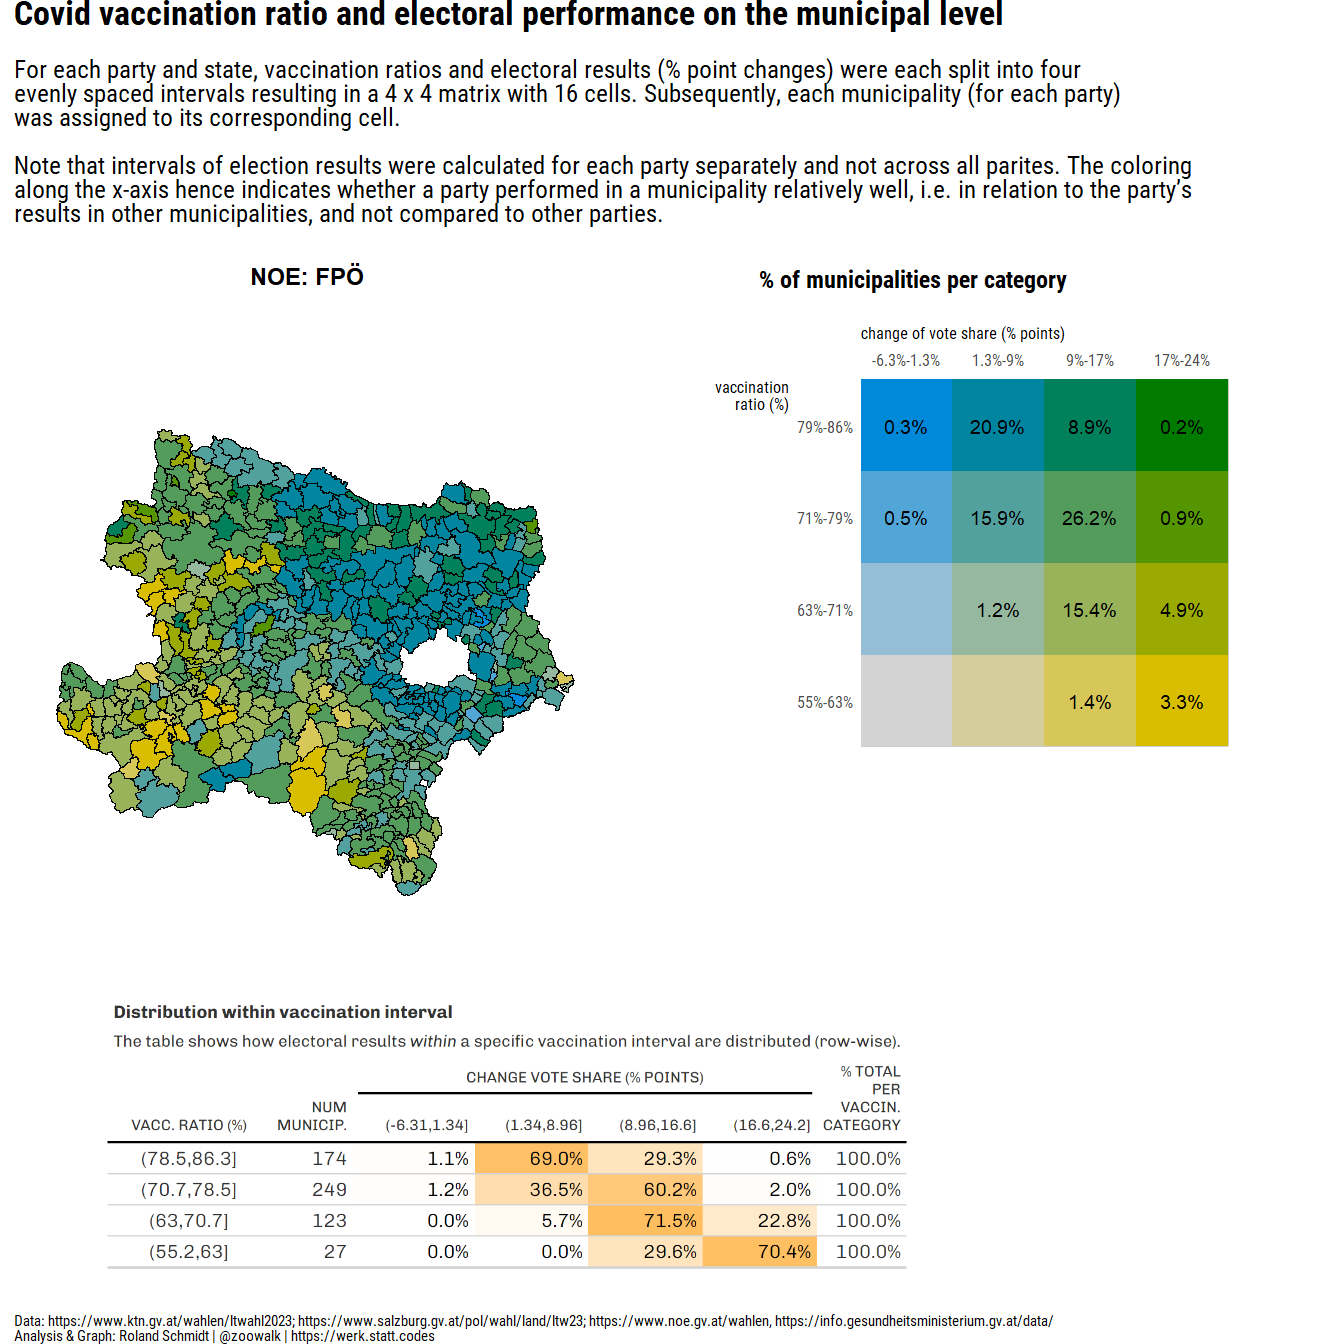 Covid vaccination ratio and electoral performance on the municipal level
For each party and state, vaccination ratios and electoral results (% point changes) were each split into four
evenly spaced intervals resulting in a 4 x 4 matrix with 16 cells. Subsequently, each municipality (for each party)
was assigned to its corresponding cell.
Note that intervals of election results were calculated for each party separately and not across all parites. The coloring
along the x-axis hence indicates whether a party performed in a municipality relatively well, i.e. in relation to the party's
results in other municipalities, and not compared to other parties.
NOE: FPÖ
% of municipalities per category
change of vote share (% points)
-6.3%-1.3% 1.3%-9% 9%-17% 17%-24%
vaccination
ratio (%)
79%-86% 0.3% 20.9% 8.9% 0.2%
71%-79% 0.5% 15.9% 26.2% 0.9%
63%-71% 1.2% 15.4% 4.9%
55%-63% 1.4% 3.3%
Distribution within vaccination interval
The table shows how electoral results within a specific vaccination interval are distributed (row-wise).
CHANGE VOTE SHARE (% POINTS)
% TOTAL
PER
VACCIN.
CATEGORY
NUM
MUNICIP.
VACC. RATIO (%)
(-6.31,1.34] (1.34,8.96] (8.96,16.6] (16.6,24.2]
(78.5,86.3] 174 1.1% 69.0% 29.3% 0.6% 100.0%
(70.7,78.5] 249 1.2% 36.5% 60.2% 2.0% 100.0%
(63,70.7] 123 0.0% 5.7% 71.5% 22.8% 100.0%
(55.2,63] 27 0.0% 0.0% 29.6% 70.4% 100.0%
Data: https://www.ktn.gv.at/wahlen/ltwahl2023; https://www.salzburg.gv.at/pol/wahl/land/ltw23; https://www.noe.gv.at/wahlen, https://info.gesundheitsministerium.gv.at/data/
Analysis & Graph: Roland Schmidt | @zoowalk | https://werk.statt.codes